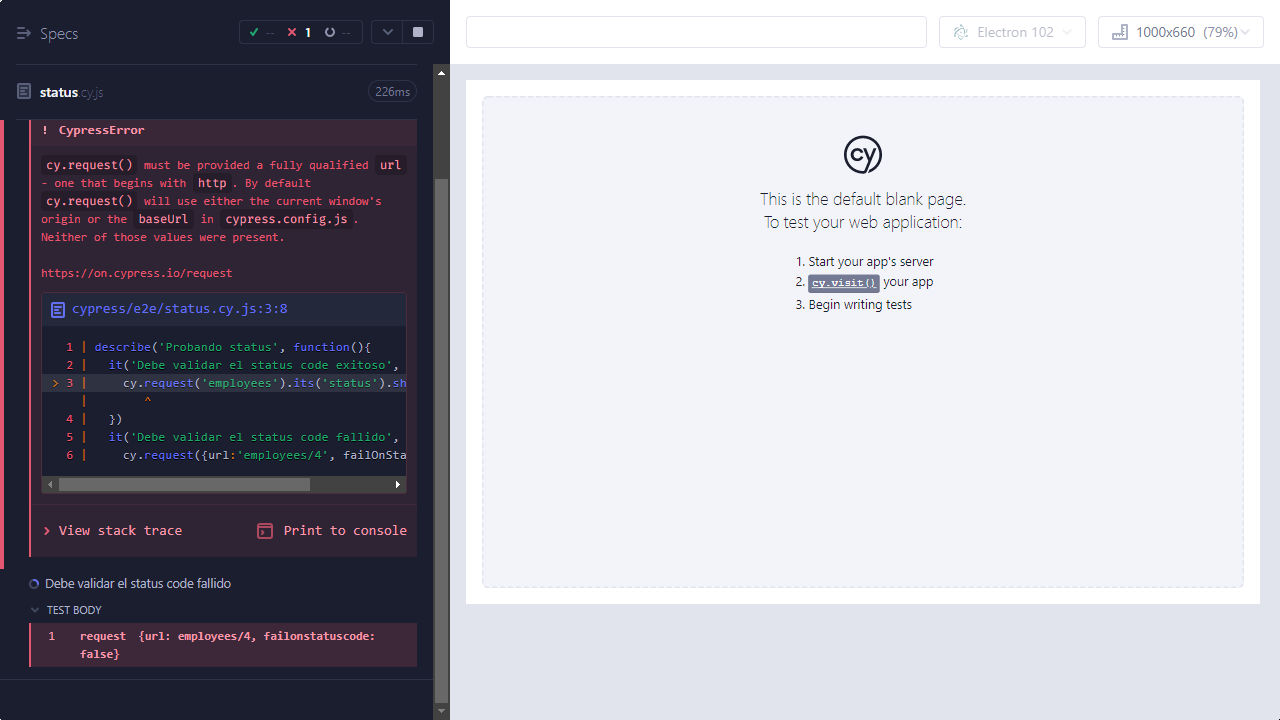 Specs
-- 1 --
status.cy.js
226ms
! CypressError
cy.request() must be provided a fully qualified url
- one that begins with http. By default
cy.request() will use either the current window's
origin or the baseUrl in cypress.config.js.
Neither of those values were present.
https://on.cypress.io/request
cypress/e2e/status.cy.js:3:8
1 | describe('Probando status', function(){
2 | it('Debe validar el status code exitoso',
> 3 | cy.request('employees').its('status').sh
| ^
4 | })
5 | it('Debe validar el status code fallido',
6 | cy.request({url:'employees/4', failOnSta
View stack trace
Print to console
Debe validar el status code fallido
TEST BODY
1 request {url: employees/4, failonstatuscode:
false}
Electron 102
1000x660 (79%)
cy
This is the default blank page.
To test your web application:
1. Start your app's server
2. cy.visit() your app
3. Begin writing tests